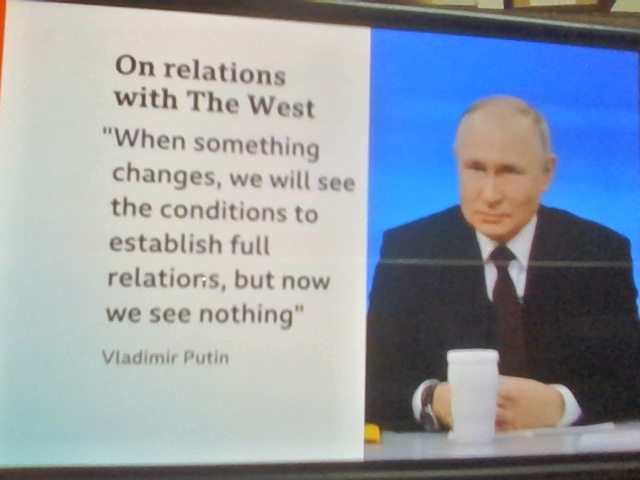 On relations
with The West
"When something
changes, we will see
the conditions to
establish full
relations, but now
we see nothing"
Vladimir Putin